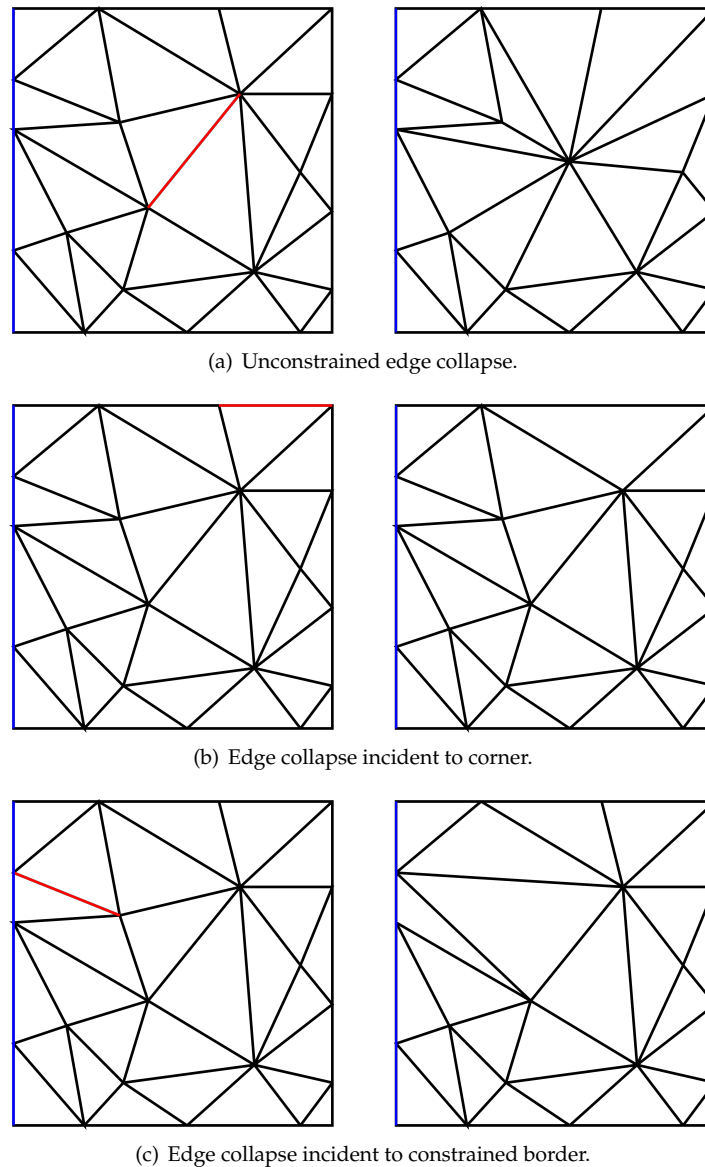 (a) Unconstrained edge collapse.
(b) Edge collapse incident to corner.
(c) Edge collapse incident to constrained border.